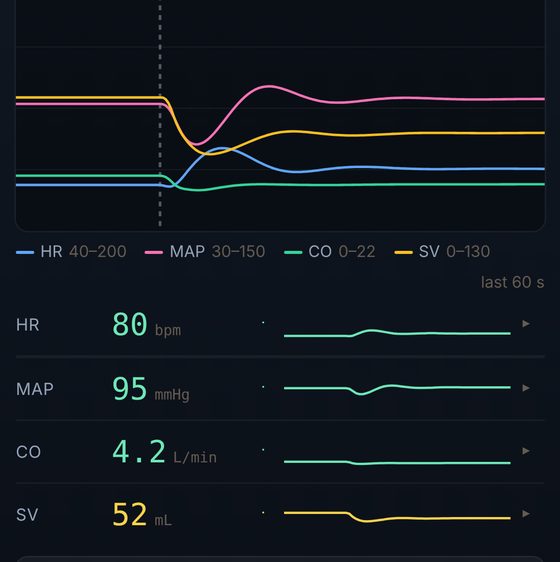 HR 40–200 MAP 30–150 CO 0–22 SV 0–130
last 60 s
HR 80 bpm
MAP 95 mmHg
CO 4.2 L/min
SV 52 mL